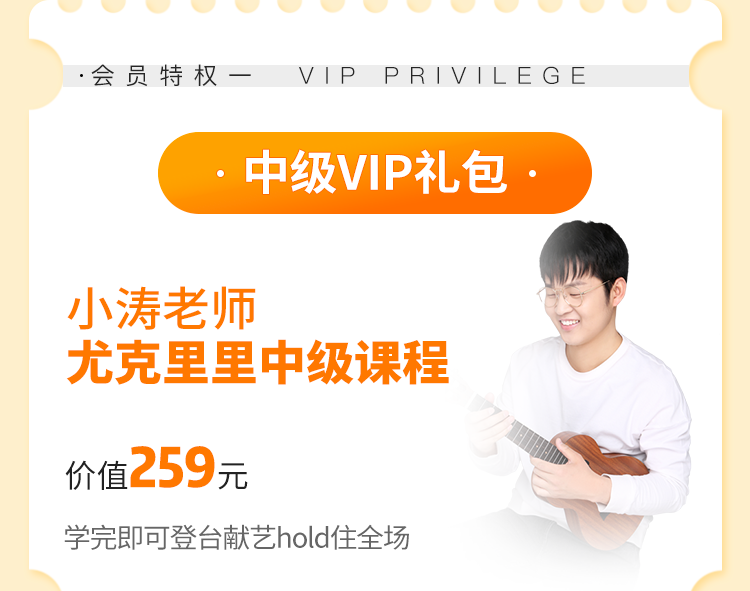 ·会员特权一 VIP PRIVILEGE
· 中级VIP礼包 ·
小涛老师
尤克里里中级课程
价值259元
学完即可登台献艺hold住全场